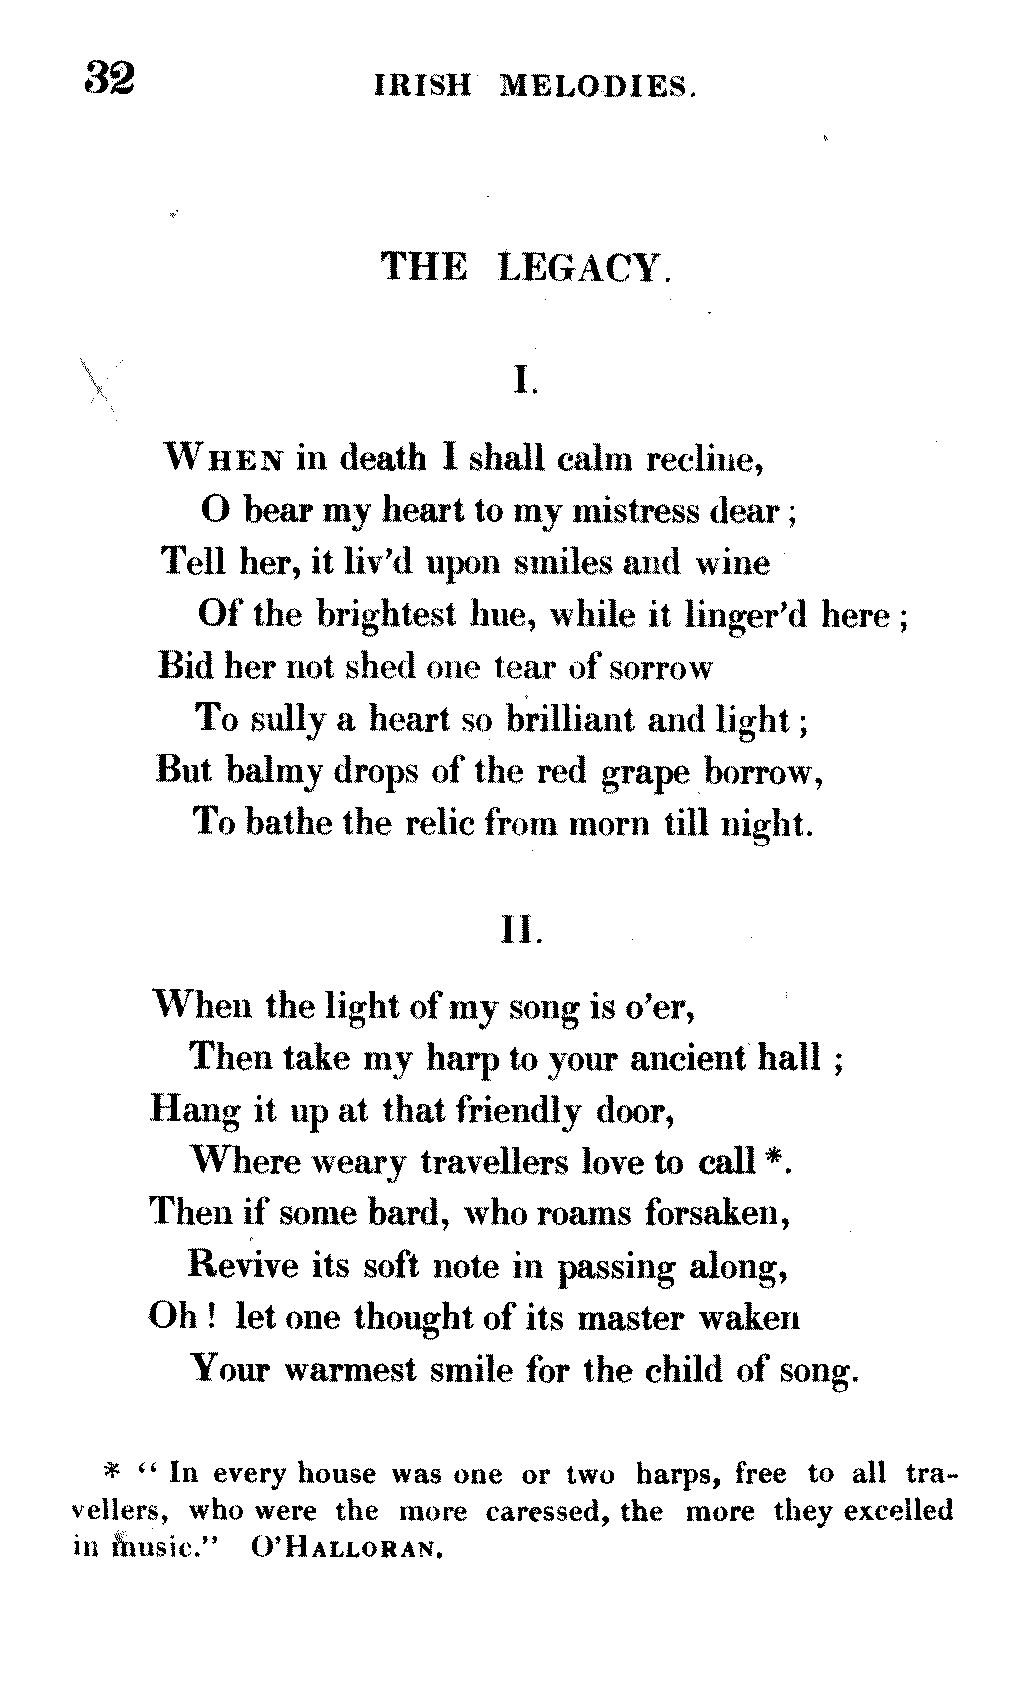 32 IRISH MELODIES.
THE LEGACY.
I.
WHEN in death I shall calm recline,
O bear my heart to my mistress dear ;
Tell her, it liv’d upon smiles and wine
Of the brightest hue, while it linger’d here ;
Bid her not shed one tear of sorrow
To sully a heart so brilliant and light ;
But balmy drops of the red grape borrow,
To bathe the relic from morn till night.
II.
When the light of my song is o’er,
Then take my harp to your ancient hall ;
Hang it up at that friendly door,
Where weary travellers love to call *.
Then if some bard, who roams forsaken,
Revive its soft note in passing along,
Oh ! let one thought of its master waken
Your warmest smile for the child of song.
* “ In every house was one or two harps, free to all tra-
vellers, who were the more caressed, the more they excelled
in music.” O’HALLORAN.